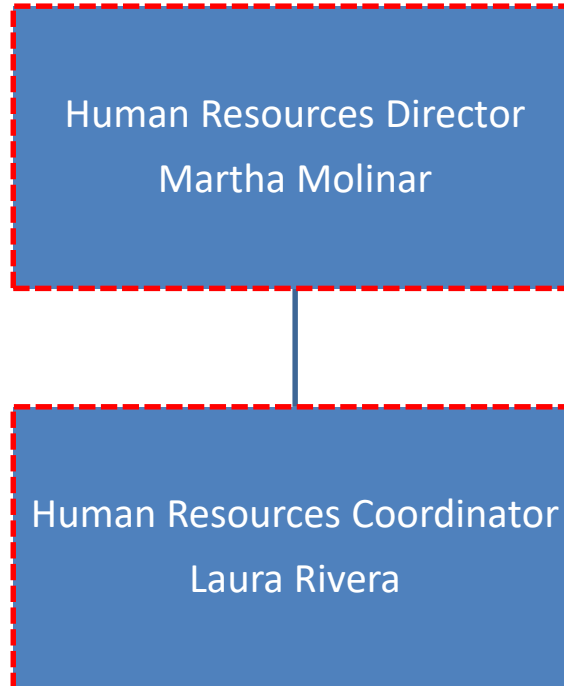 Human Resources Director
Martha Molinar
Human Resources Coordinator
Laura Rivera